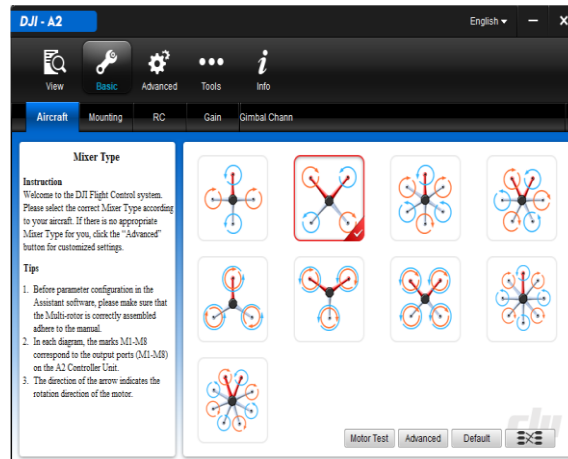 DJI - A2
English
View
Basic
Advanced
Tools
Info
Aircraft
Mounting
RC
Gain
Gimbal Chann
Mixer Type
Instruction
Welcome to the DJI Flight Control system.
Please select the correct Mixer Type according
to your aircraft. If there is no appropriate
Mixer Type for you, click the “Advanced”
button for customized settings.
Tips
1. Before parameter configuration in the
Assistant software, please make sure that
the Multi-rotor is correctly assembled
adhere to the manual.
2. In each diagram, the marks M1-M8
correspond to the output ports (M1-M8)
on the A2 Controller Unit.
3. The direction of the arrow indicates the
rotation direction of the motor.
Motor Test
Advanced
Default
dji